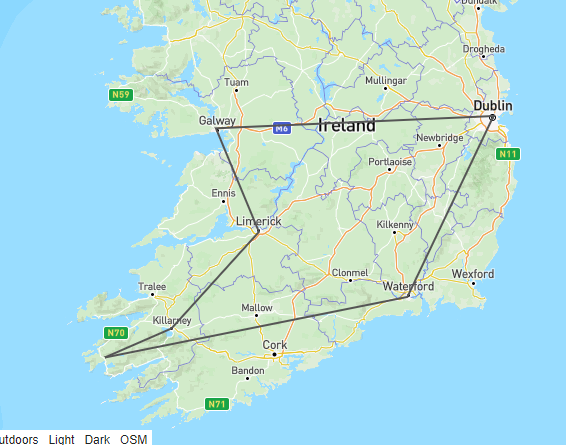 Dundalk
Drogheda
Tuam
Mullingar
N59
Dublin
Galway
M6
Ireland
Newbridge
N11
Portlaoise
Ennis
Limerick
Kilkenny
Clonmel
Wexford
Tralee
Waterford
Mallow
Killarney
N70
Cork
Bandon
N71
utdoors Light Dark OSM